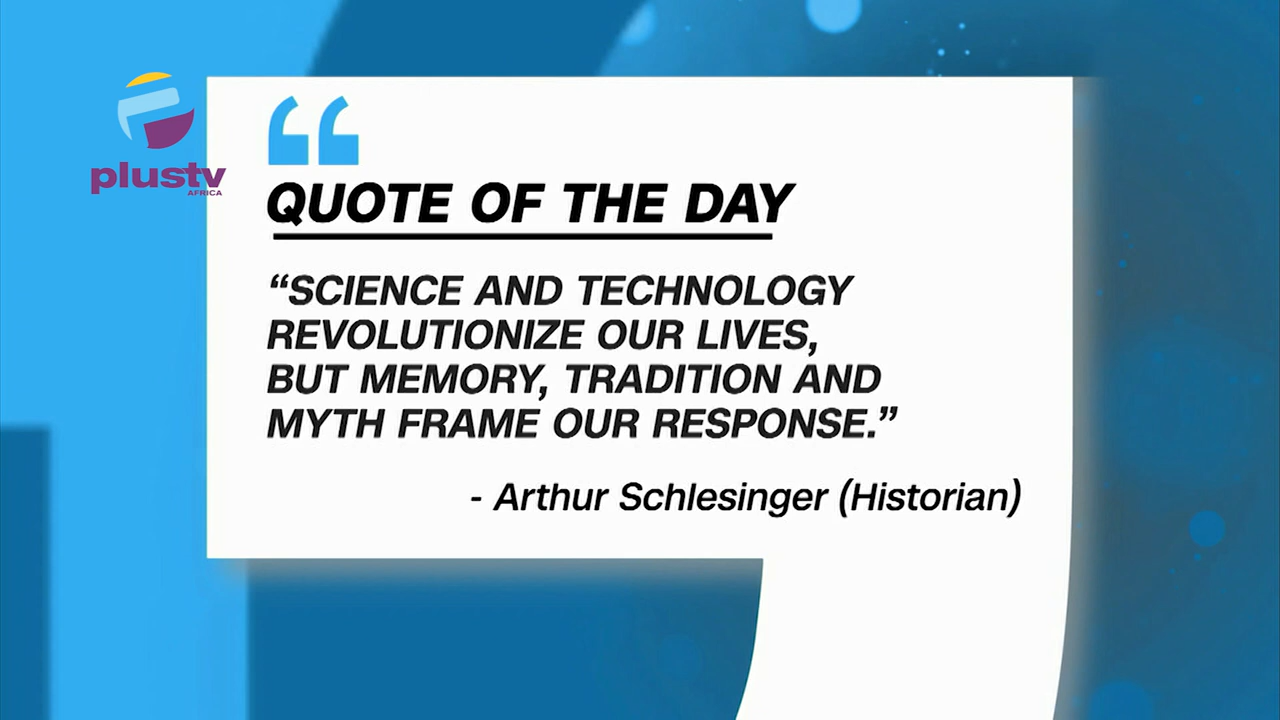 plustv
AFRICA
“
QUOTE OF THE DAY
“SCIENCE AND TECHNOLOGY
REVOLUTIONIZE OUR LIVES,
BUT MEMORY, TRADITION AND
MYTH FRAME OUR RESPONSE.”
- Arthur Schlesinger (Historian)